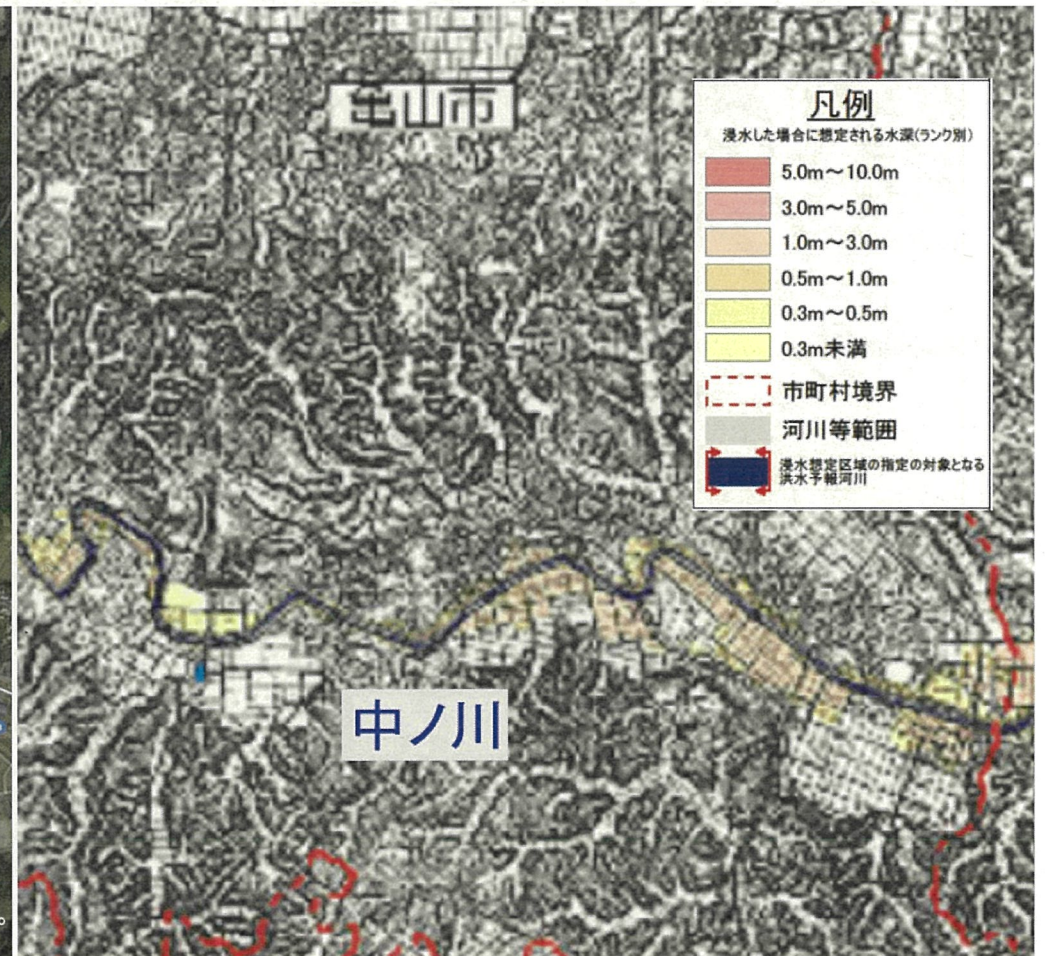 亀山市
凡例
浸水した場合に想定される水深(ランク別)
5.0m～10.0m
3.0m～5.0m
1.0m～3.0m
0.5m～1.0m
0.3m～0.5m
0.3m未満
市町村境界
河川等範囲
浸水想定区域の指定の対象となる
洪水予報河川
中ノ川